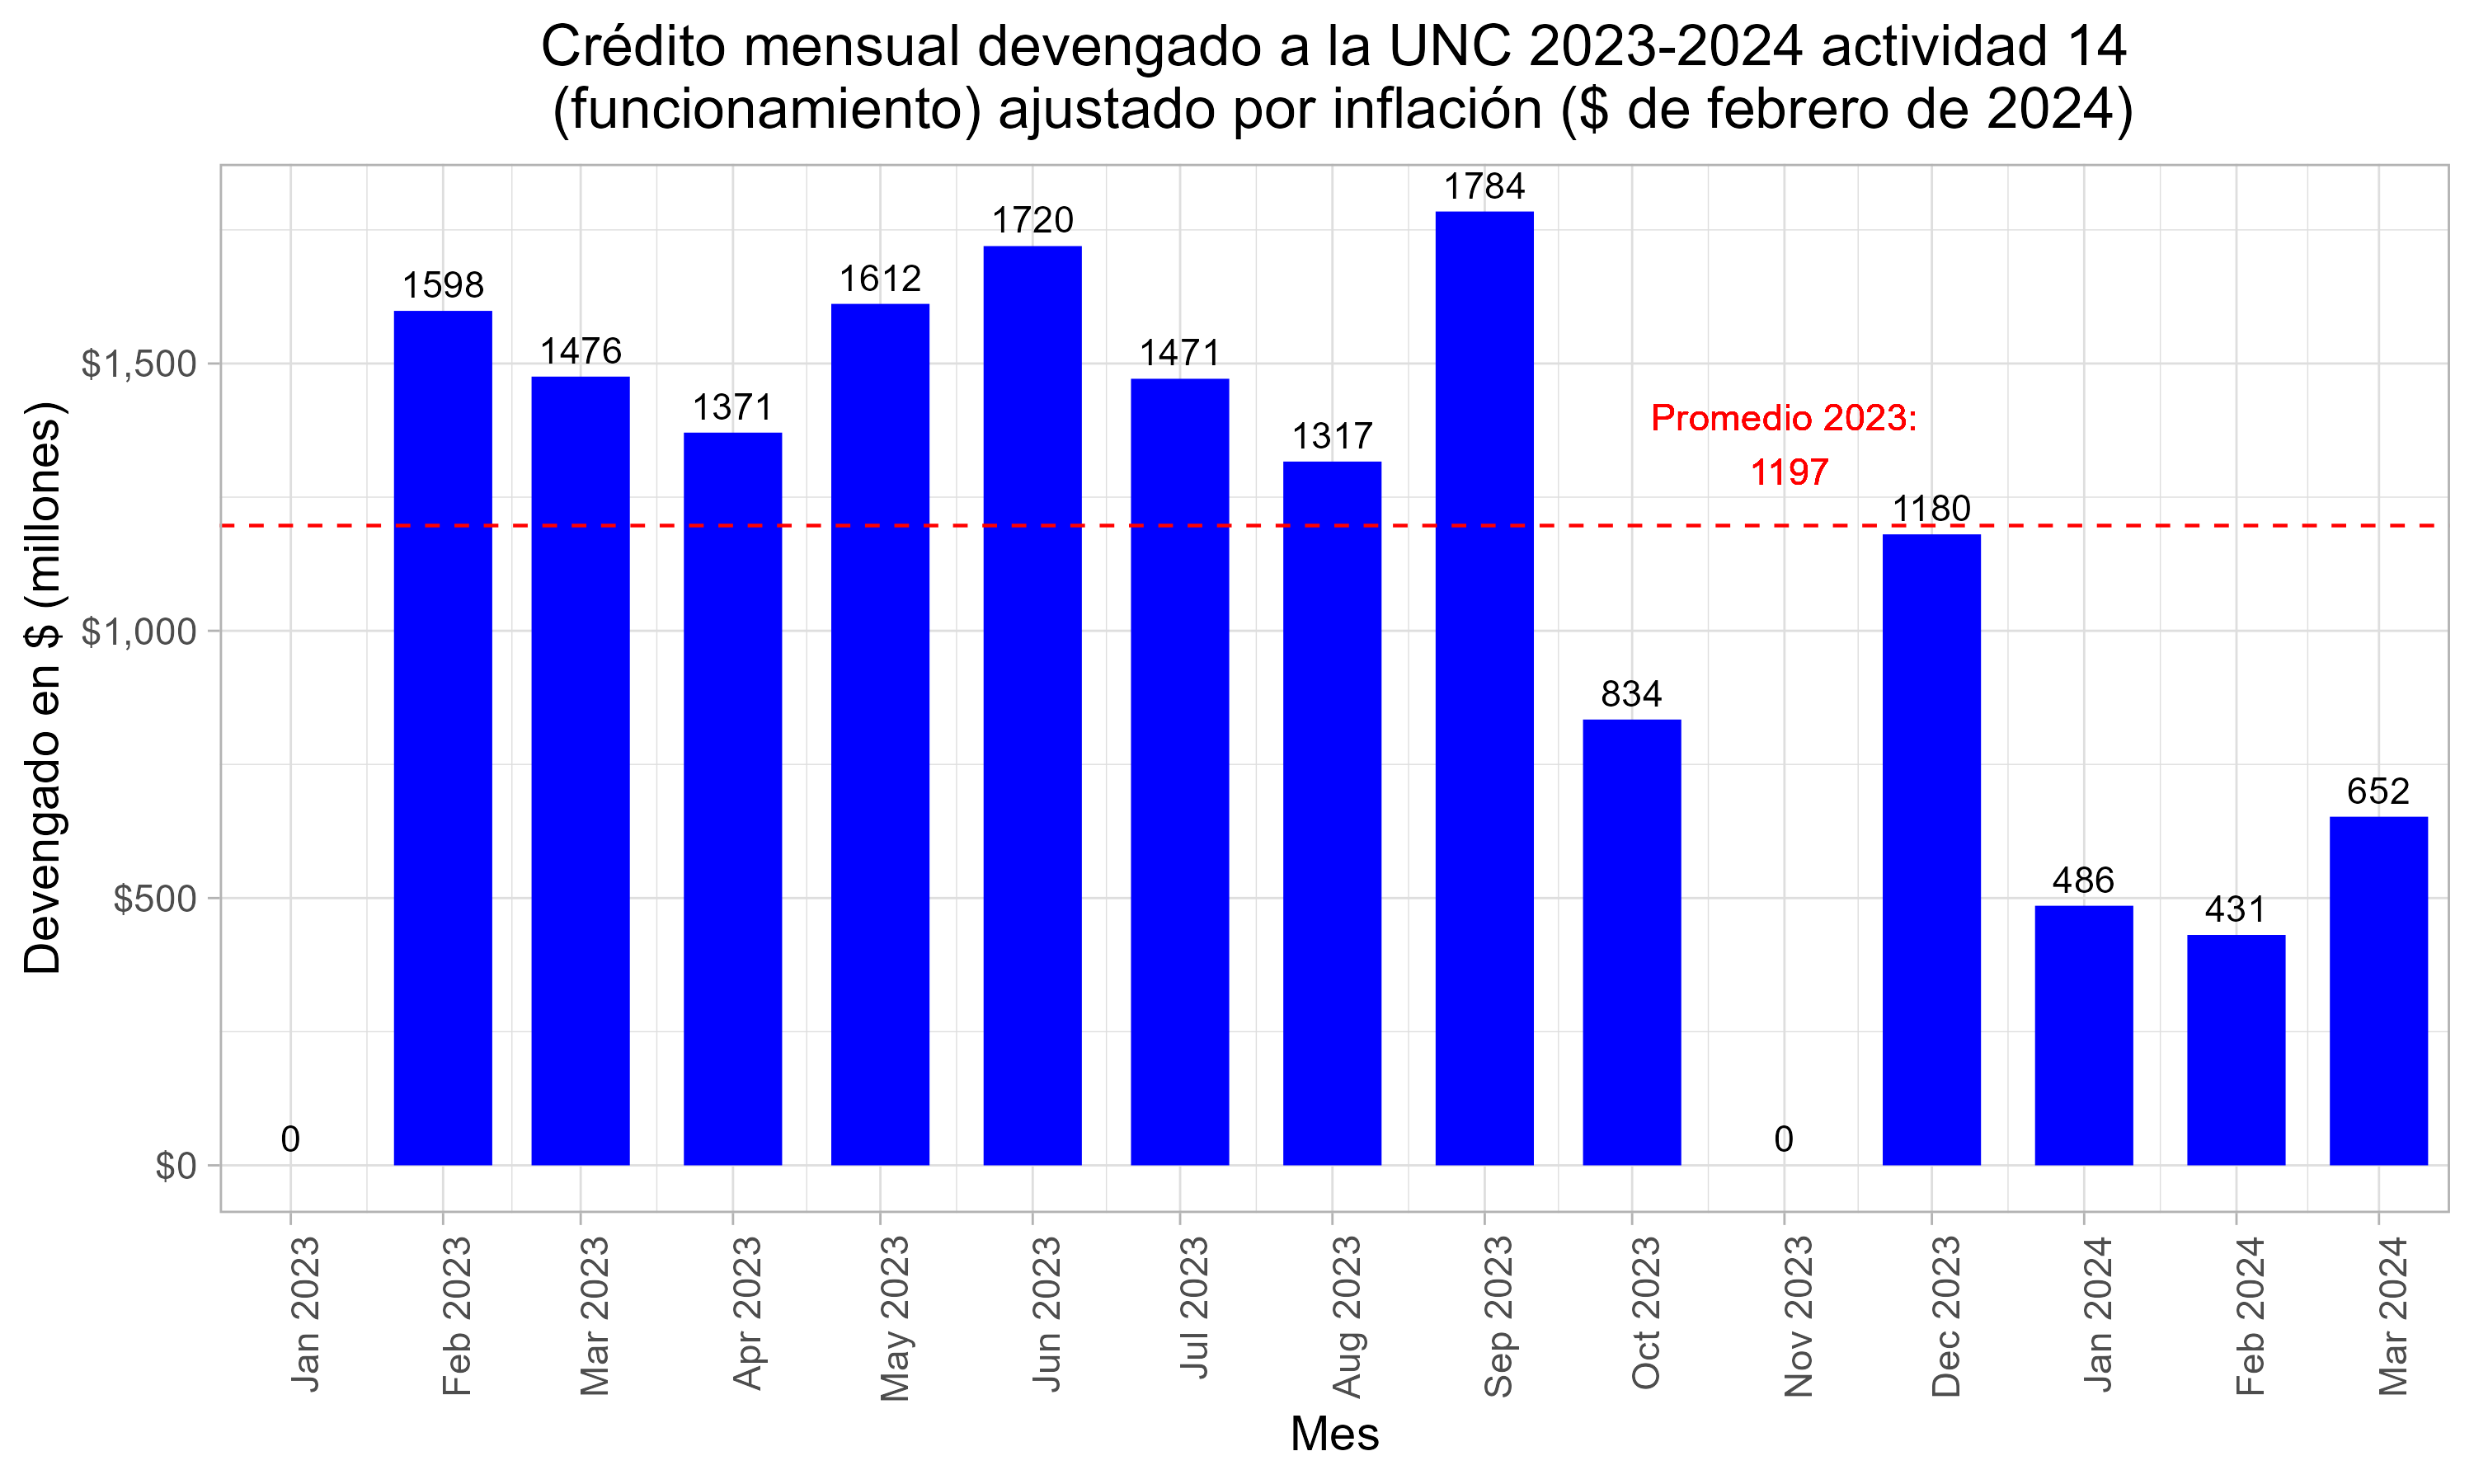 Crédito mensual devengado a la UNC 2023-2024 actividad 14
(funcionamiento) ajustado por inflación ($ de febrero de 2024)
Devengado en $ (millones)
$1,500
$1,000
$500
$0
0
1598
1476
1371
1612
1720
1471
1317
1784
834
0
1180
486
431
652
Promedio 2023:
1197
Jan 2023
Feb 2023
Mar 2023
Apr 2023
May 2023
Jun 2023
Jul 2023
Aug 2023
Sep 2023
Oct 2023
Nov 2023
Dec 2023
Jan 2024
Feb 2024
Mar 2024
Mes